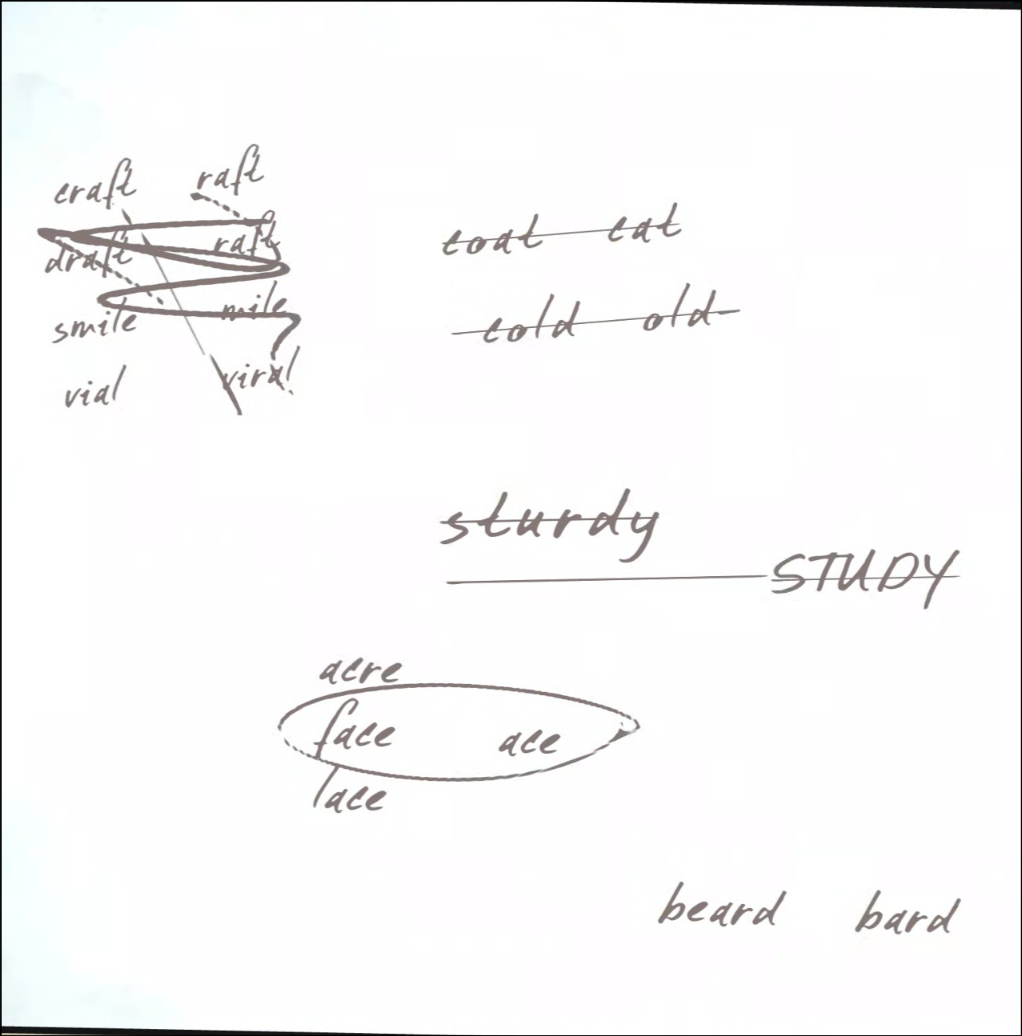 craft raft
draft raft
smile mile
vial viral
coat cat
cold old
sturdy
STUDY
acre
face ace
lace
beard bard